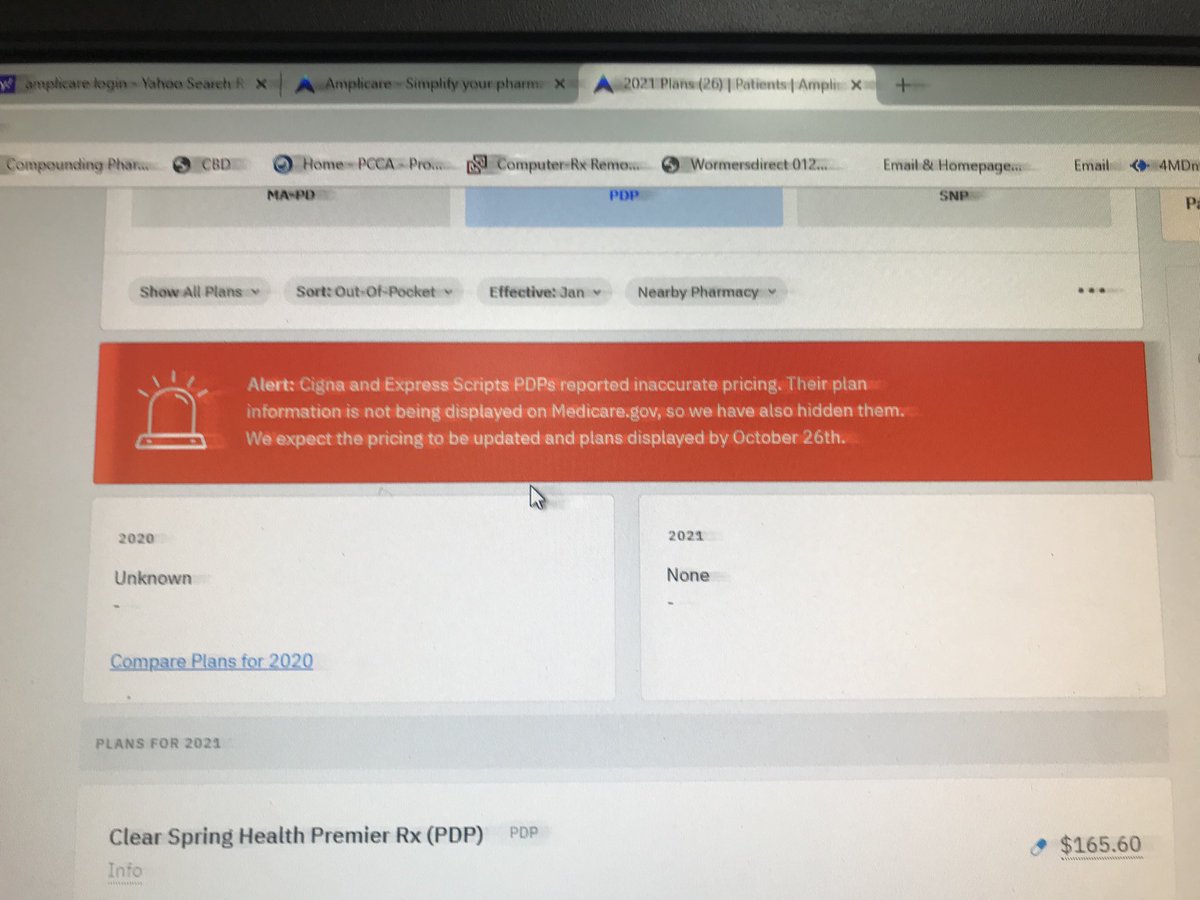 amplicare login - Yahoo Search R
Amplicare - Simplify your pharm
2021 Plans (26) | Patients | Ampli
Compounding Phar...
CBD
Home - PCCA - Pro...
Computer-Rx Remo...
Wormersdirect 012...
Email & Homepage...
Email
4MDm
MA-PD
PDP
SNP
Pa
Show All Plans
Sort: Out-Of-Pocket
Effective: Jan
Nearby Pharmacy
Alert: Cigna and Express Scripts PDPs reported inaccurate pricing. Their plan
information is not being displayed on Medicare.gov, so we have also hidden them.
We expect the pricing to be updated and plans displayed by October 26th.
2020
Unknown
-
Compare Plans for 2020
2021
None
-
PLANS FOR 2021
Clear Spring Health Premier Rx (PDP) PDP
$165.60
Info